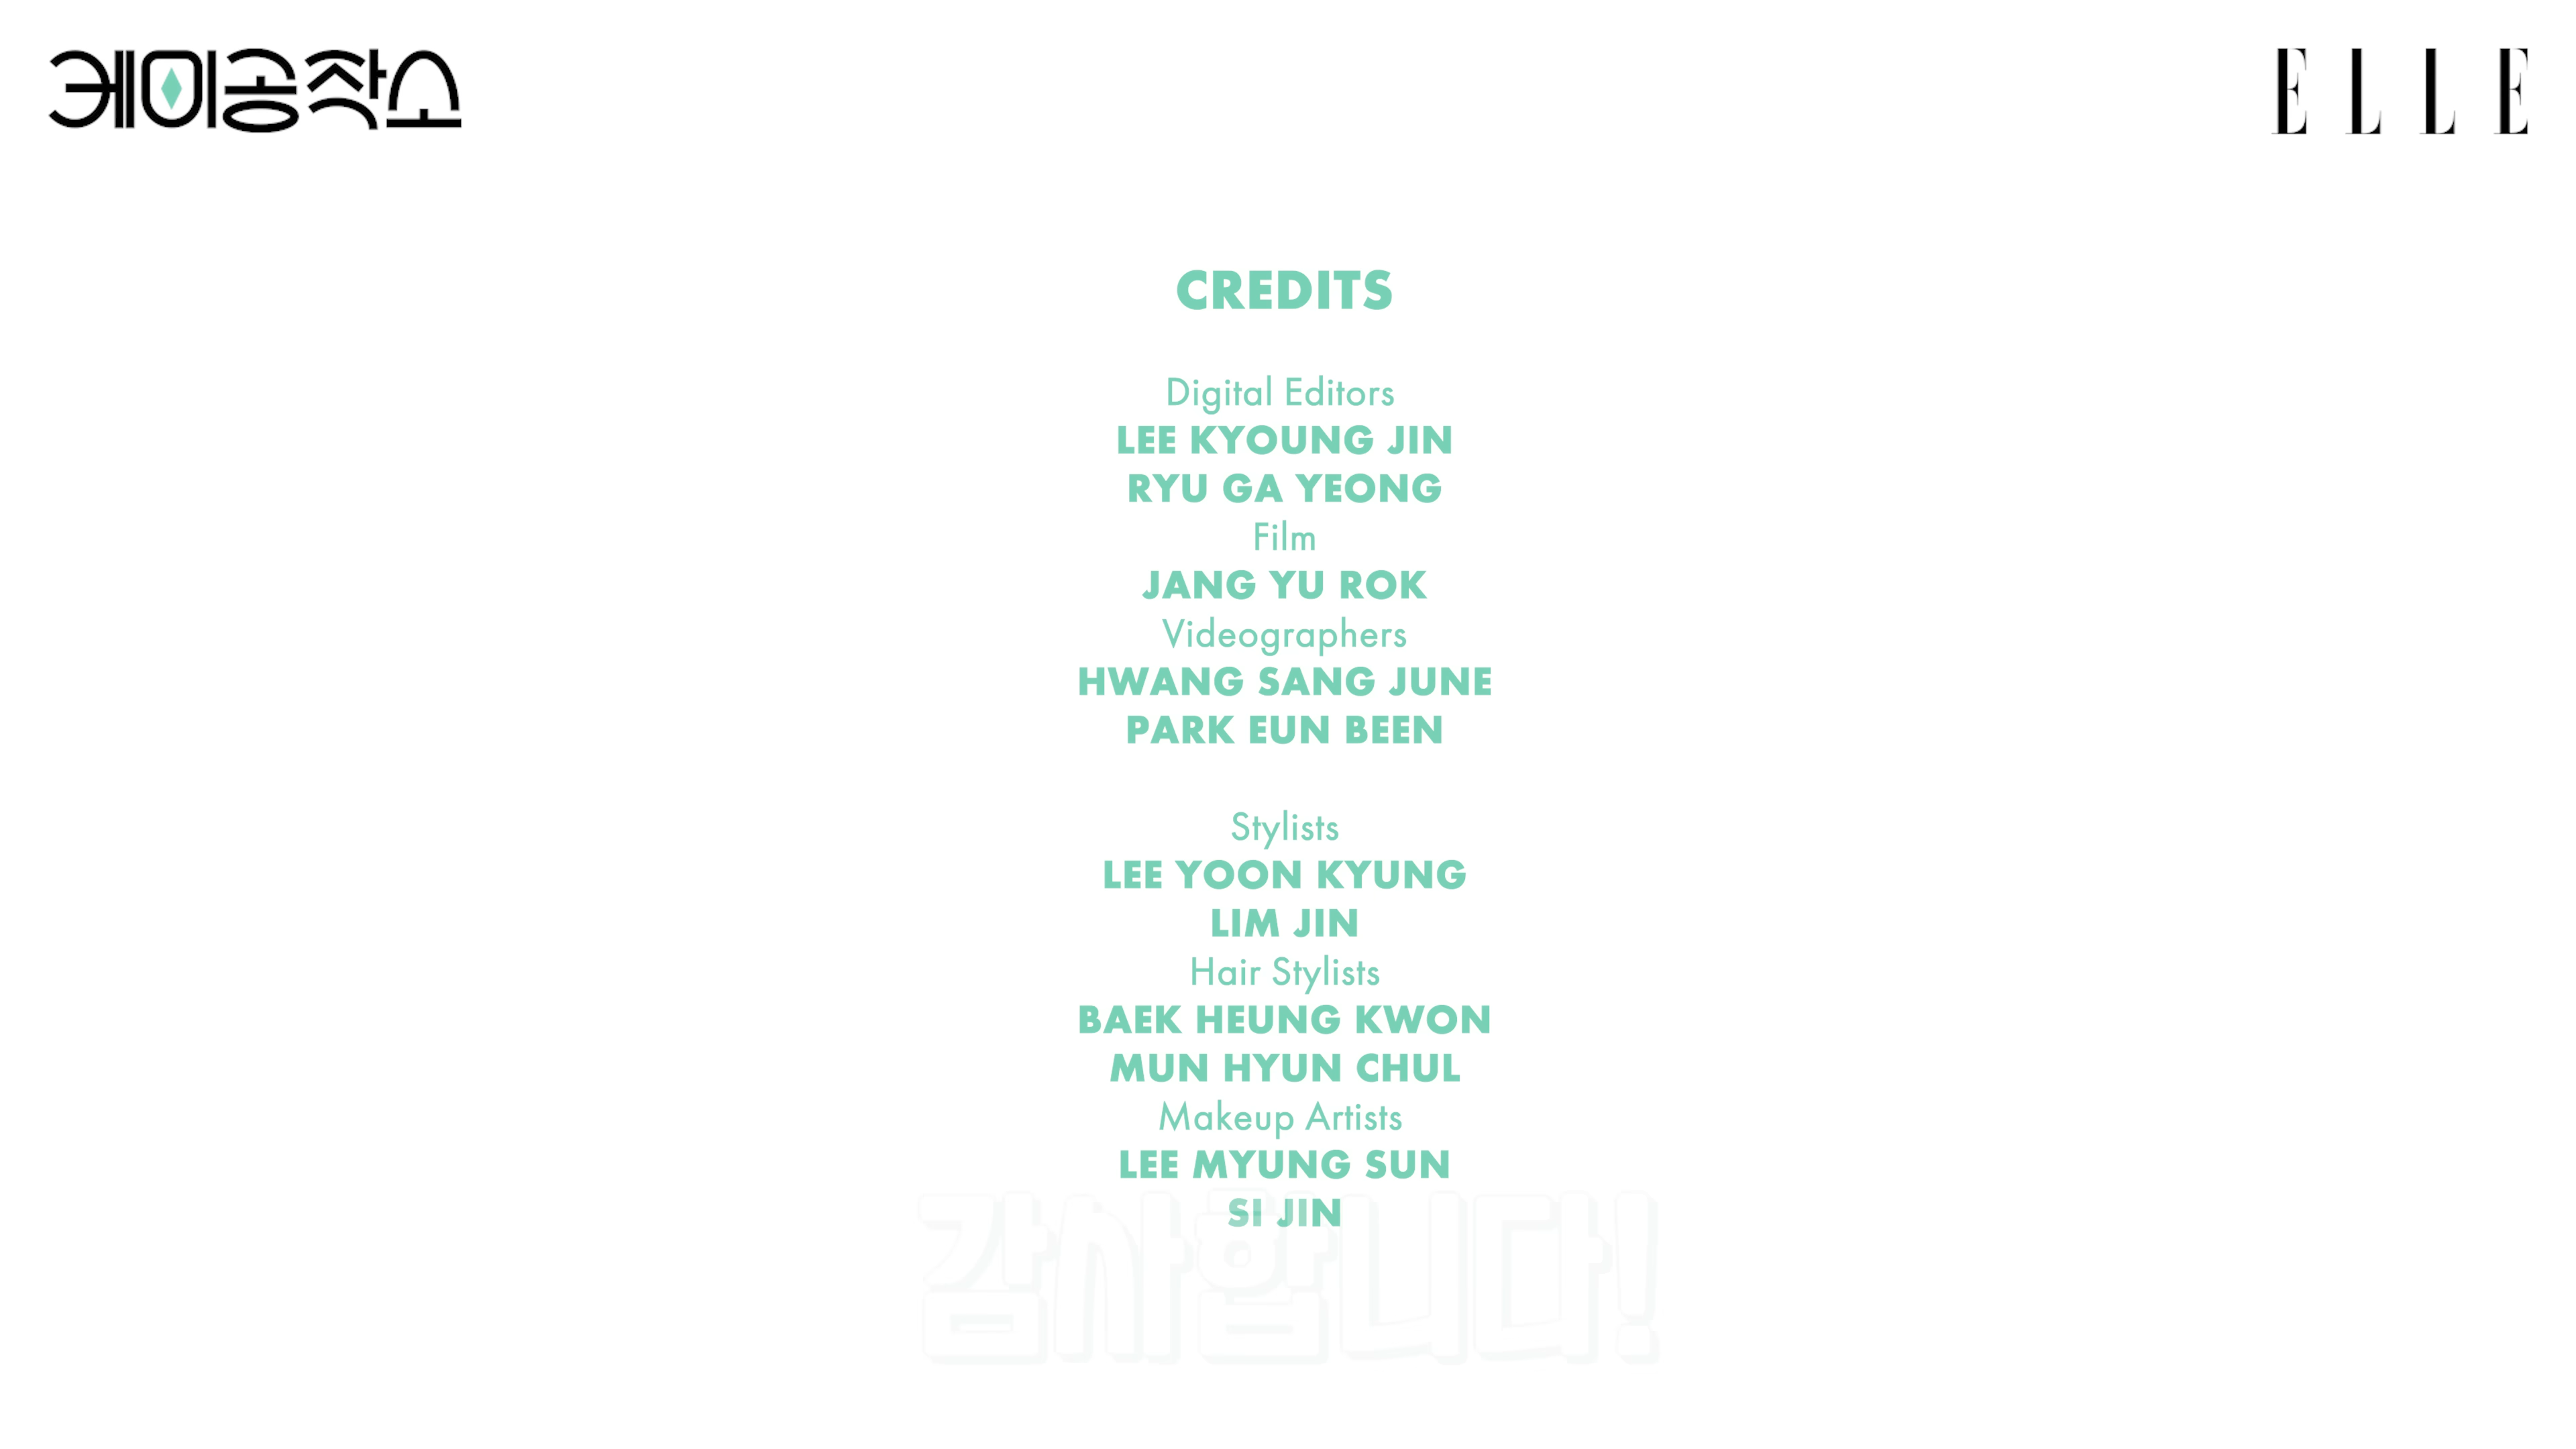 케미공작소
ELLE
CREDITS
Digital Editors
LEE KYOUNG JIN
RYU GA YEONG
Film
JANG YU ROK
Videographers
HWANG SANG JUNE
PARK EUN BEEN
Stylists
LEE YOON KYUNG
LIM JIN
Hair Stylists
BAEK HEUNG KWON
MUN HYUN CHUL
Makeup Artists
LEE MYUNG SUN
SI JIN
감사합니다!